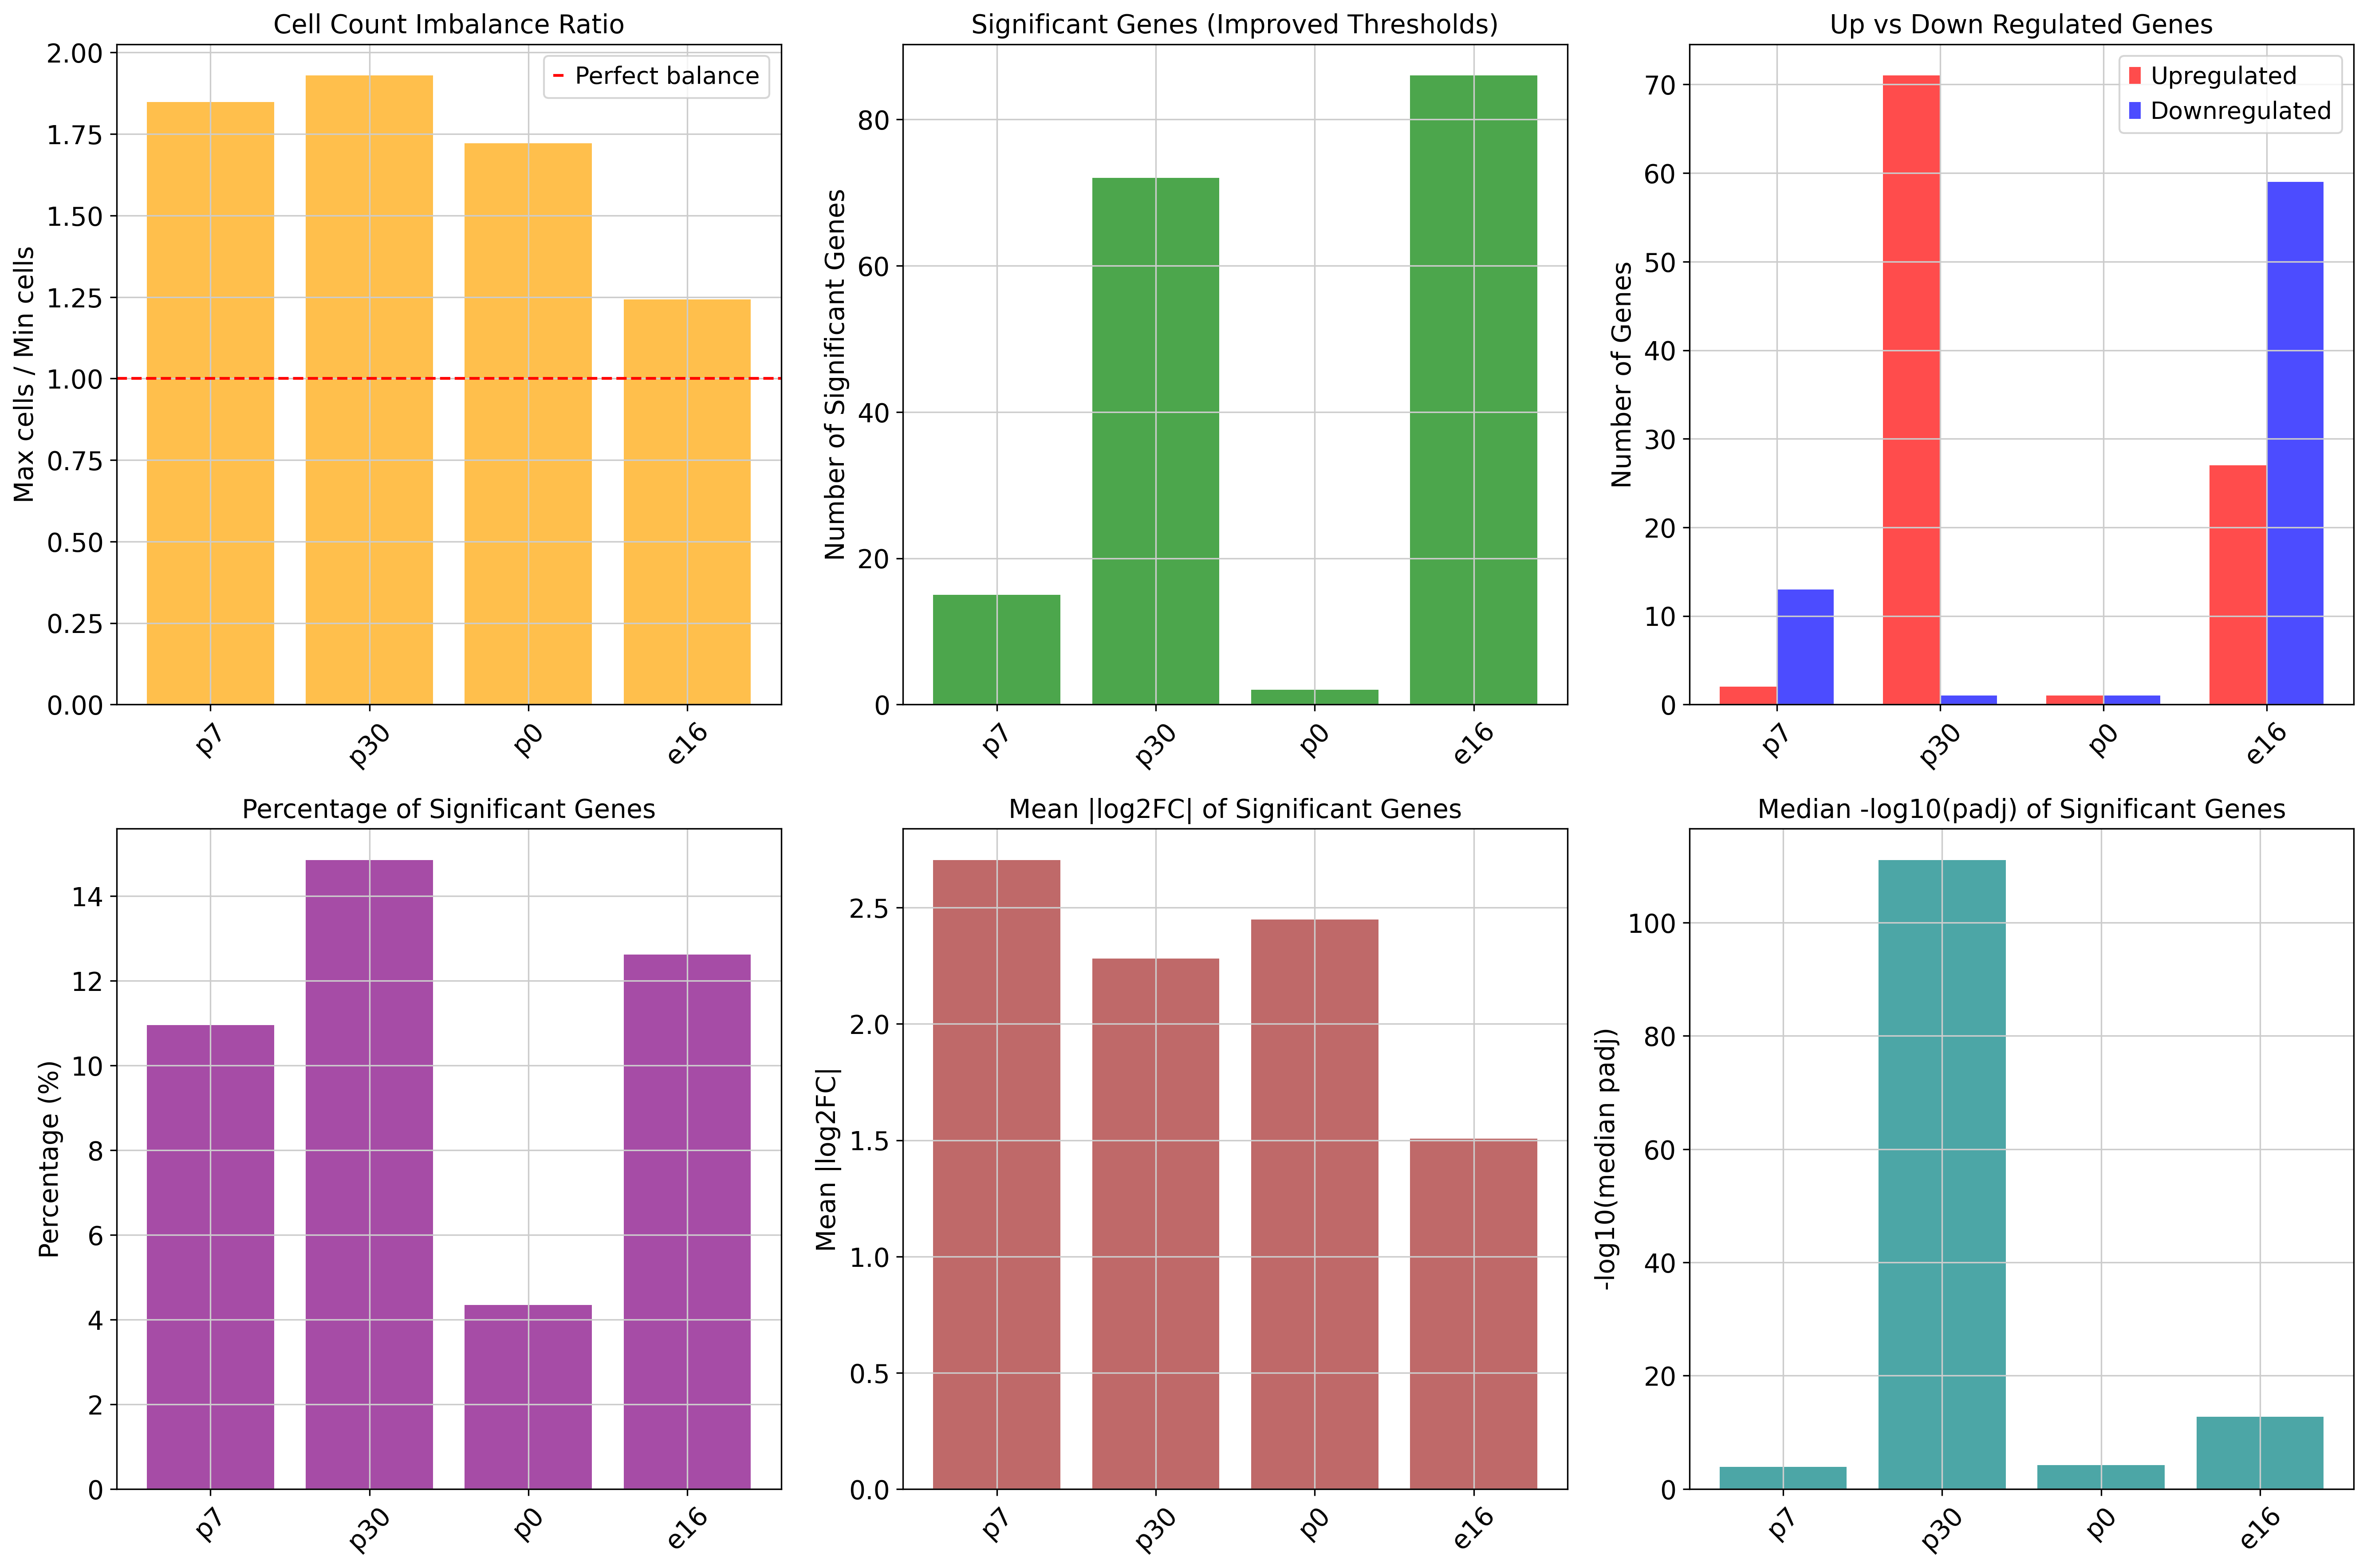 Cell Count Imbalance Ratio
Max cells / Min cells
2.00
1.75
1.50
1.25
1.00
0.75
0.50
0.25
0.00
Perfect balance
p7
p30
p0
e16
Significant Genes (Improved Thresholds)
Number of Significant Genes
80
60
40
20
0
p7
p30
p0
e16
Up vs Down Regulated Genes
Number of Genes
70
60
50
40
30
20
10
0
Upregulated
Downregulated
p7
p30
p0
e16
Percentage of Significant Genes
Percentage (%)
14
12
10
8
6
4
2
0
p7
p30
p0
e16
Mean |log2FC| of Significant Genes
Mean |log2FC|
2.5
2.0
1.5
1.0
0.5
0.0
p7
p30
p0
e16
Median -log10(padj) of Significant Genes
-log10(median padj)
100
80
60
40
20
0
p7
p30
p0
e16